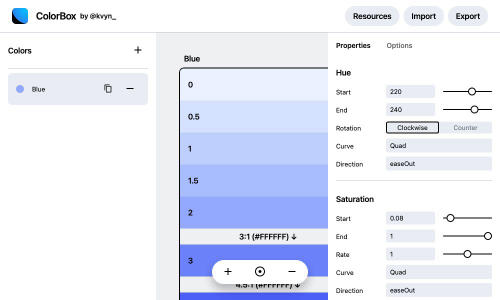 ColorBox by @kvyn_
Resources
Import
Export
Colors
Blue
Blue
0
0.5
1
1.5
2
3:1 (#FFFFFF) ↓
3
4.5:1 (#FFFFFF) ↓
Properties
Options
Hue
Start 220
End 240
Rotation Clockwise Counter
Curve Quad
Direction easeOut
Saturation
Start 0.08
End 1
Rate 1
Curve Quad
Direction easeOut